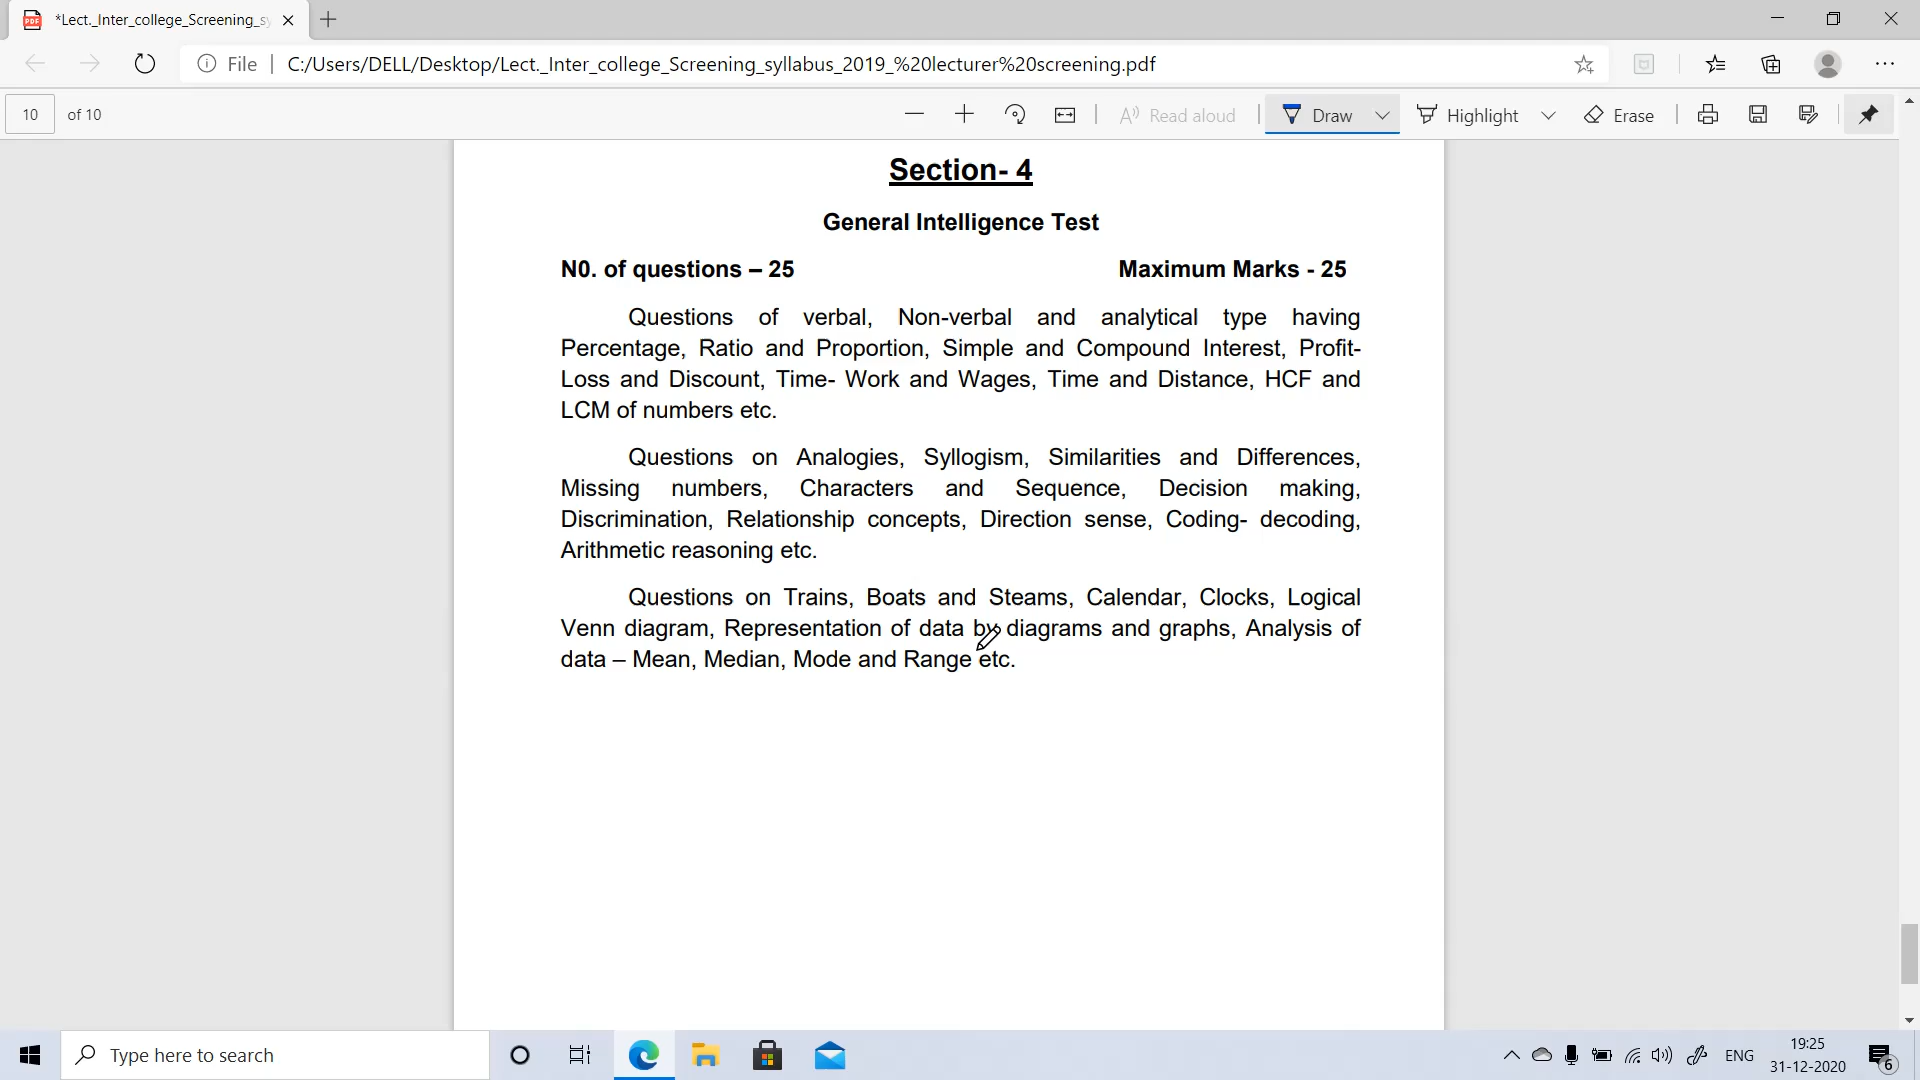 *Lect._Inter_college_Screening_sy
File
C:/Users/DELL/Desktop/Lect._Inter_college_Screening_syllabus_2019_%20lecturer%20screening.pdf
10 of 10
Read aloud
Draw
Highlight
Erase
Section- 4
General Intelligence Test
N0. of questions – 25 Maximum Marks - 25
Questions of verbal, Non-verbal and analytical type having
Percentage, Ratio and Proportion, Simple and Compound Interest, Profit-
Loss and Discount, Time- Work and Wages, Time and Distance, HCF and
LCM of numbers etc.
Questions on Analogies, Syllogism, Similarities and Differences,
Missing numbers, Characters and Sequence, Decision making,
Discrimination, Relationship concepts, Direction sense, Coding- decoding,
Arithmetic reasoning etc.
Questions on Trains, Boats and Steams, Calendar, Clocks, Logical
Venn diagram, Representation of data by diagrams and graphs, Analysis of
data – Mean, Median, Mode and Range etc.
Type here to search
ENG
19:25
31-12-2020
6